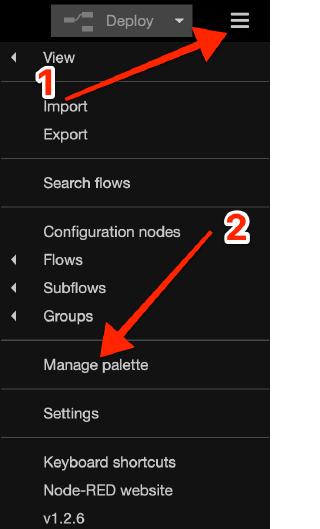 Deploy
View
1
Import
Export
Search flows
2
Configuration nodes
Flows
Subflows
Groups
Manage palette
Settings
Keyboard shortcuts
Node-RED website
v1.2.6